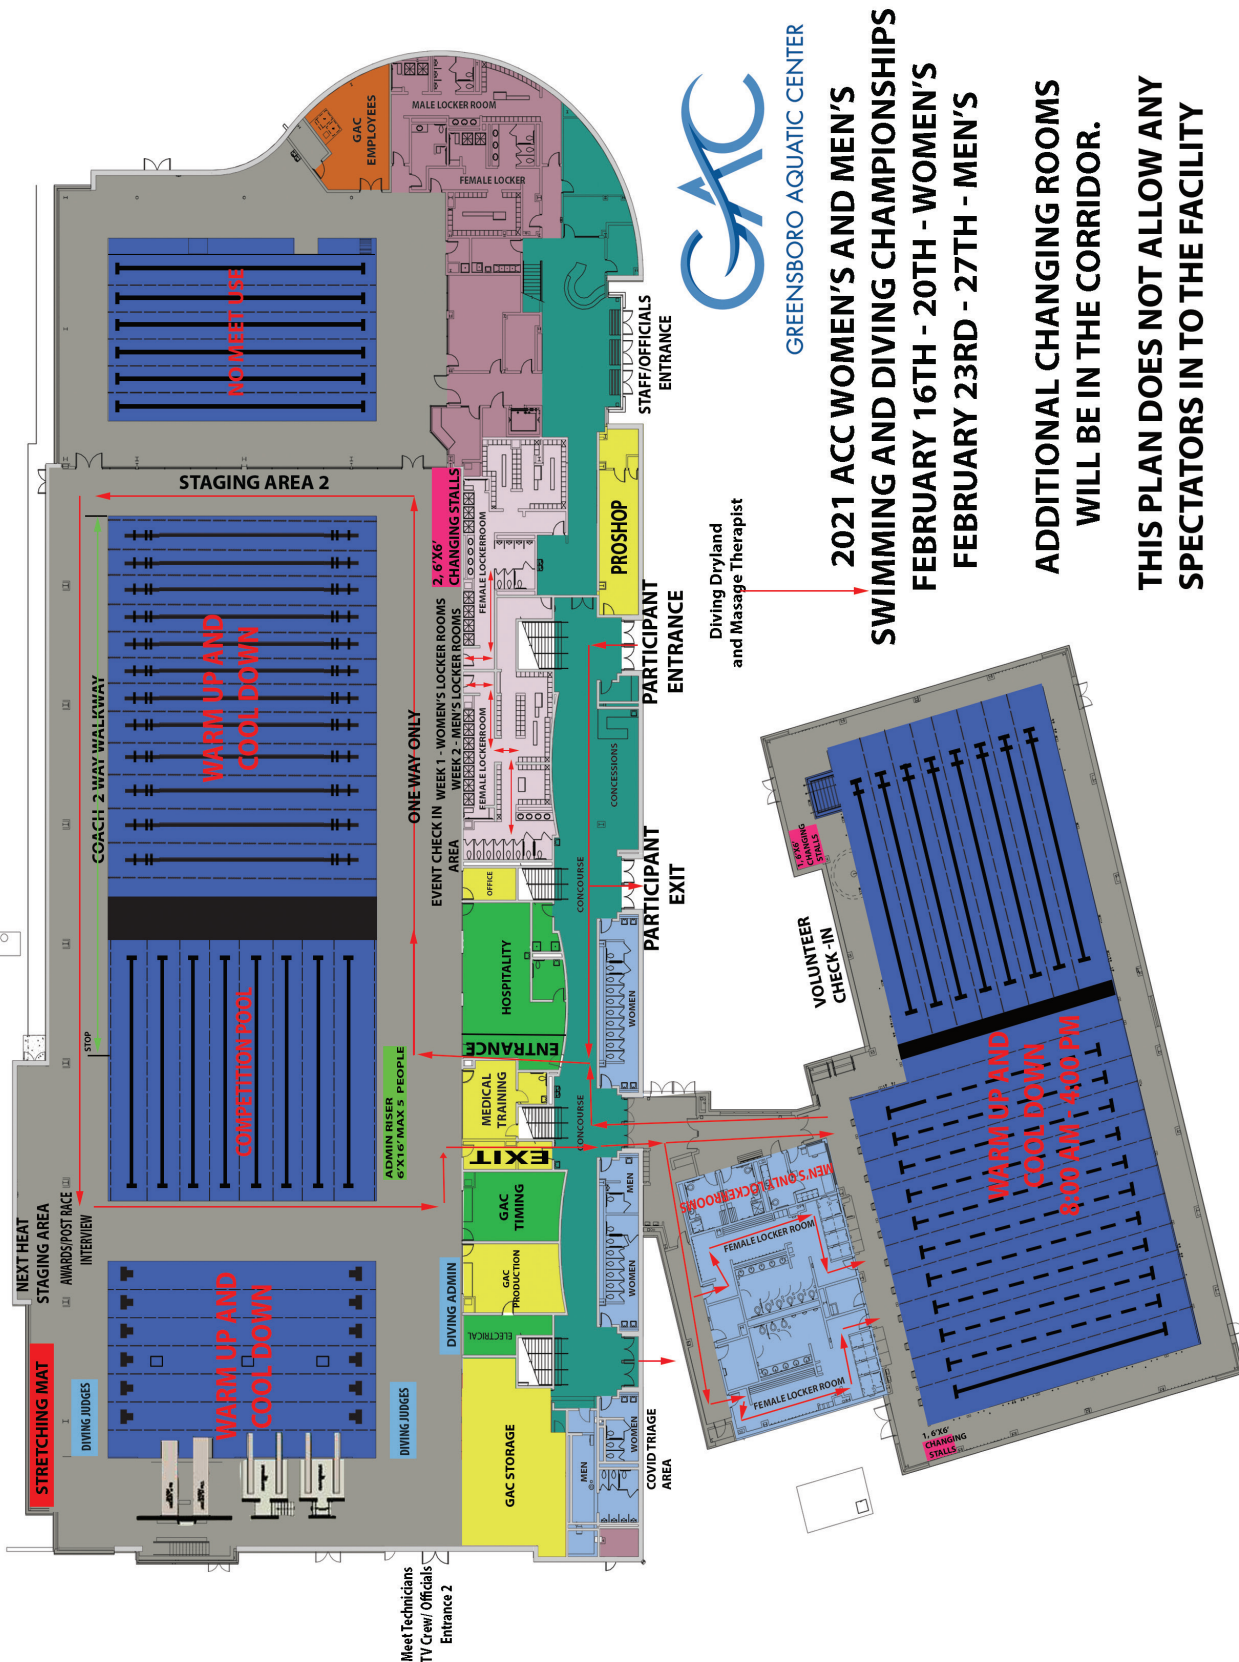 GAC
GREENSBORO AQUATIC CENTER
2021 ACC WOMEN'S AND MEN'S
SWIMMING AND DIVING CHAMPIONSHIPS
FEBRUARY 16TH - 20TH - WOMEN'S
FEBRUARY 23RD - 27TH - MEN'S
ADDITIONAL CHANGING ROOMS
WILL BE IN THE CORRIDOR.
THIS PLAN DOES NOT ALLOW ANY
SPECTATORS IN TO THE FACILITY
STRETCHING MAT
NEXT HEAT
STAGING AREA
AWARDS/POST RACE
INTERVIEW
DIVING JUDGES
WARM UP AND
COOL DOWN
DIVING JUDGES
STOP
COACH 2 WAY WALKWAY
COMPETITION POOL
WARM UP AND
COOL DOWN
STAGING AREA 2
NO MEET USE
GAC
EMPLOYEES
MALE LOCKER ROOM
FEMALE LOCKER
ADMIN RISER
6'X16' MAX 5 PEOPLE
ONE WAY ONLY
EVENT CHECK IN
AREA
WEEK 1 - WOMEN'S LOCKER ROOMS
WEEK 2 - MEN'S LOCKER ROOMS
2, 6'X6'
CHANGING STALLS
DIVING ADMIN
Meet Technicians
TV Crew/ Officials
Entrance 2
GAC STORAGE
ELECTRICAL
GAC
PRODUCTION
GAC
TIMING
EXIT
MEDICAL
TRAINING
ENTRANCE
HOSPITALITY
OFFICE
FEMALE LOCKERROOM
FEMALE LOCKERROOM
CONCOURSE
CONCOURSE
CONCESSIONS
PROSHOP
MEN
WOMEN
WOMEN
MEN
WOMEN
COVID TRIAGE
AREA
PARTICIPANT
EXIT
PARTICIPANT
ENTRANCE
STAFF/OFFICIALS
ENTRANCE
Diving Dryland
and Masage Therapist
MEN'S ONLY LOCKERROOMS
FEMALE LOCKER ROOM
FEMALE LOCKER ROOM
VOLUNTEER
CHECK -IN
1, 6'X6'
CHANGING
STALLS
WARM UP AND
COOL DOWN
8:00 AM - 4:00 PM
1, 6'X6'
CHANGING
STALLS